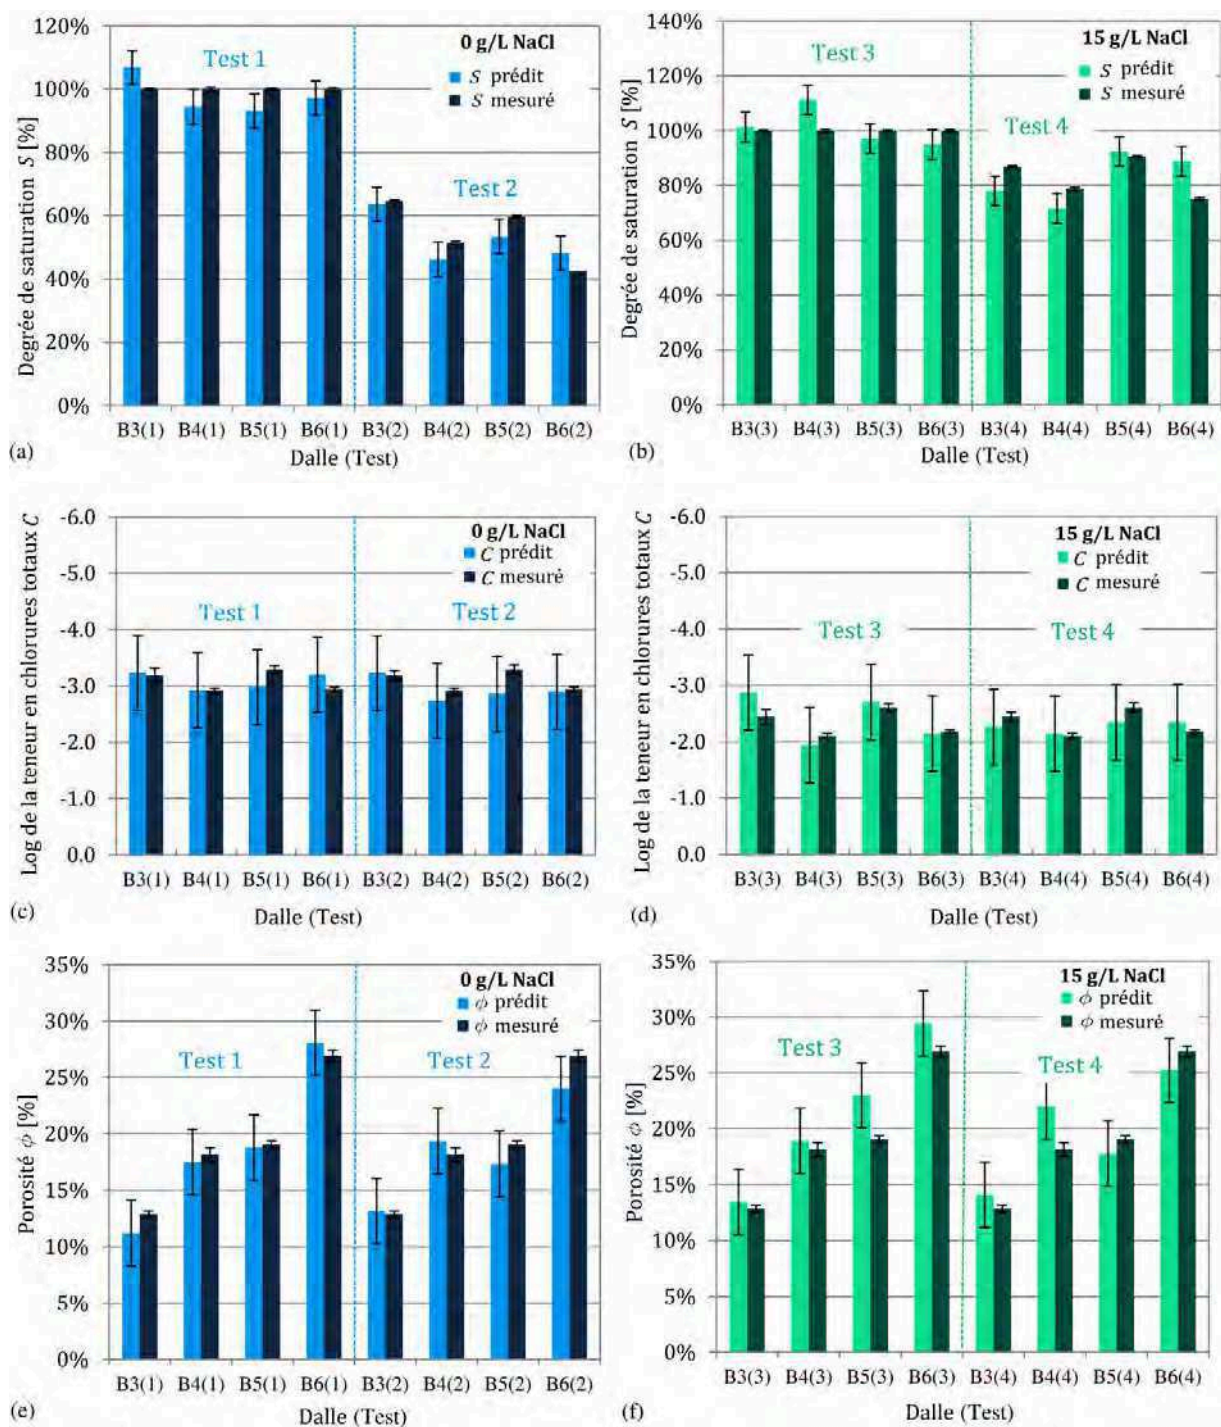 120%
100%
80%
60%
40%
20%
0%
Degrée de saturation S [%]
Test 1
Test 2
0 g/L NaCl
S prédit
S mesuré
B3(1) B4(1) B5(1) B6(1) B3(2) B4(2) B5(2) B6(2)
(a)
Dalle (Test)
140%
120%
100%
80%
60%
40%
20%
0%
Degrée de saturation S [%]
Test 3
Test 4
15 g/L NaCl
S prédit
S mesuré
B3(3) B4(3) B5(3) B6(3) B3(4) B4(4) B5(4) B6(4)
(b)
Dalle (Test)
-6.0
-5.0
-4.0
-3.0
-2.0
-1.0
0.0
Log de la teneur en chlorures totaux C
Test 1
Test 2
0 g/L NaCl
C prédit
C mesuré
B3(1) B4(1) B5(1) B6(1) B3(2) B4(2) B5(2) B6(2)
(c)
Dalle (Test)
-6.0
-5.0
-4.0
-3.0
-2.0
-1.0
0.0
Log de la teneur en chlorures totaux C
Test 3
Test 4
15 g/L NaCl
C prédit
C mesuré
B3(3) B4(3) B5(3) B6(3) B3(4) B4(4) B5(4) B6(4)
(d)
Dalle (Test)
35%
30%
25%
20%
15%
10%
5%
0%
Porosité ϕ [%]
Test 1
Test 2
0 g/L NaCl
ϕ prédit
ϕ mesuré
B3(1) B4(1) B5(1) B6(1) B3(2) B4(2) B5(2) B6(2)
(e)
Dalle (Test)
35%
30%
25%
20%
15%
10%
5%
0%
Porosité ϕ [%]
Test 3
Test 4
15 g/L NaCl
ϕ prédit
ϕ mesuré
B3(3) B4(3) B5(3) B6(3) B3(4) B4(4) B5(4) B6(4)
(f)
Dalle (Test)